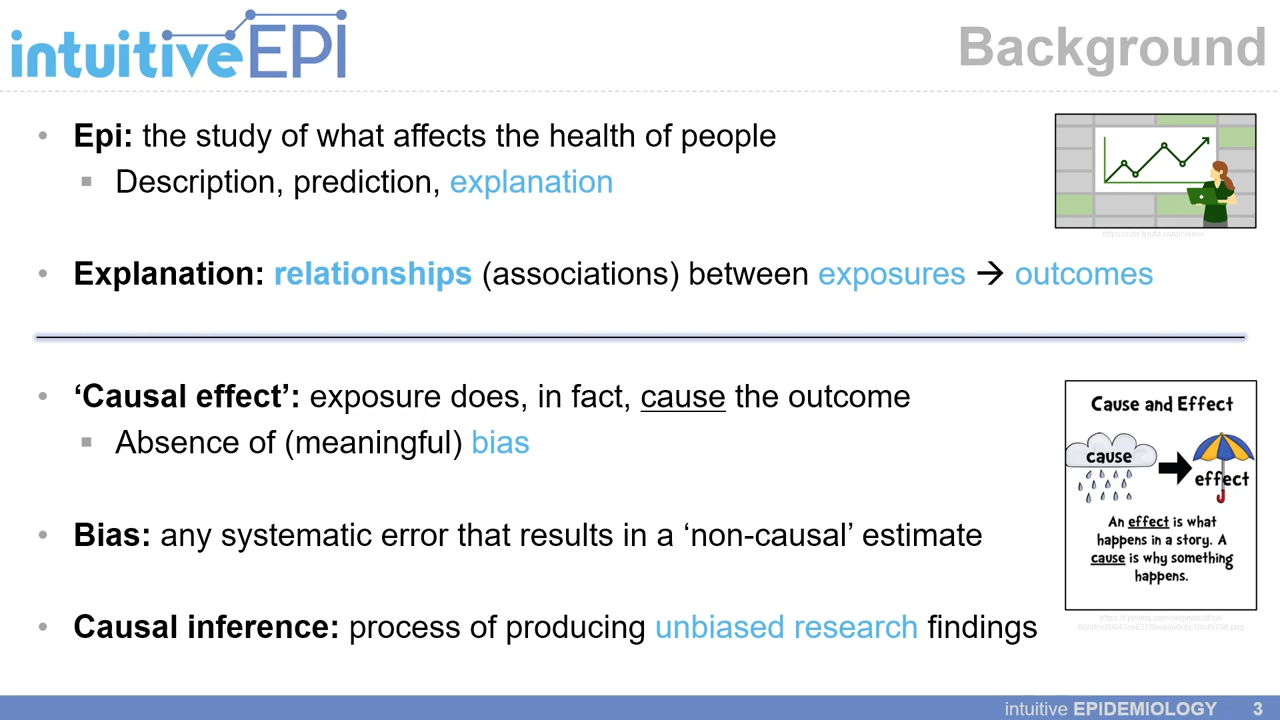 intuitiveEPI
Background
• Epi: the study of what affects the health of people
▪ Description, prediction, explanation
• Explanation: relationships (associations) between exposures → outcomes
• ‘Causal effect’: exposure does, in fact, cause the outcome
▪ Absence of (meaningful) bias
• Bias: any systematic error that results in a ‘non-causal’ estimate
• Causal inference: process of producing unbiased research findings
Cause and Effect
cause
effect
An effect is what
happens in a story. A
cause is why something
happens.
intuitive EPIDEMIOLOGY 3